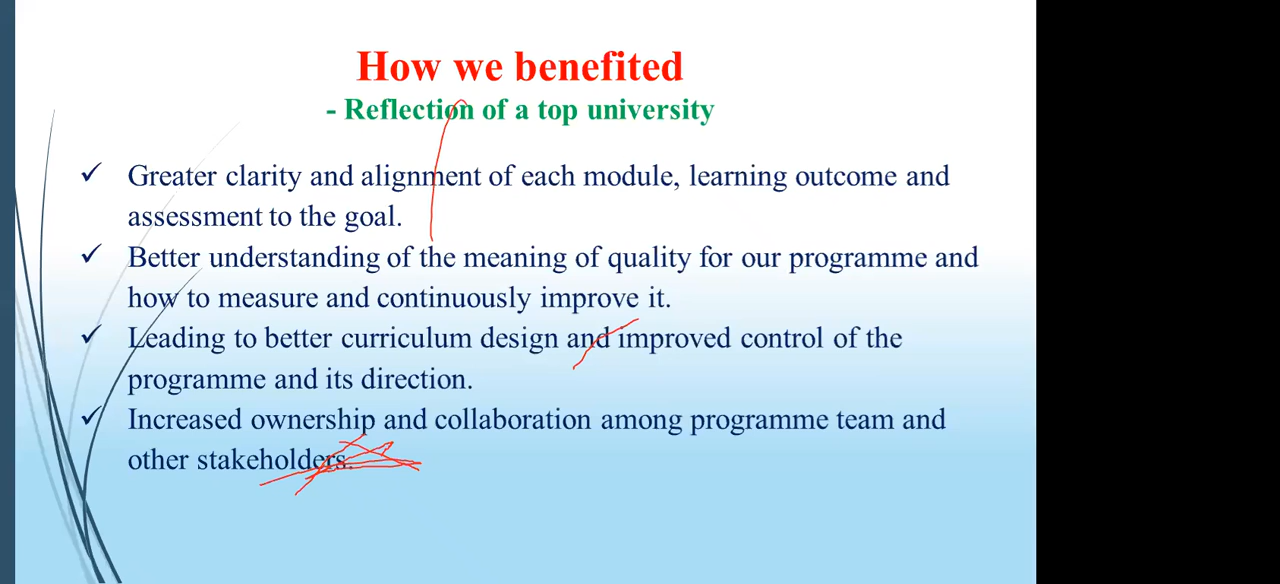 How we benefited
- Reflection of a top university
✓ Greater clarity and alignment of each module, learning outcome and
assessment to the goal.
✓ Better understanding of the meaning of quality for our programme and
how to measure and continuously improve it.
✓ Leading to better curriculum design and improved control of the
programme and its direction.
✓ Increased ownership and collaboration among programme team and
other stakeholders.